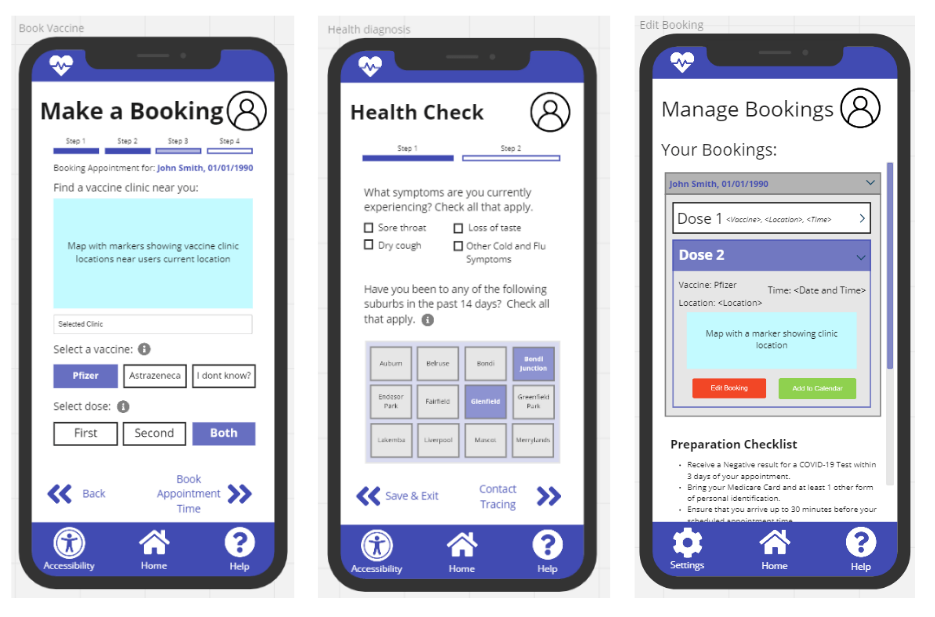 Book Vaccine
Make a Booking
Step 1 Step 2 Step 3 Step 4
Booking Appointment for: John Smith, 01/01/1990
Find a vaccine clinic near you:
Map with markers showing vaccine clinic
locations near users current location
Selected Clinic
Select a vaccine:
Pfizer Astrazeneca I dont know?
Select dose:
First Second Both
Back
Book
Appointment
Time
Accessibility Home Help
Health diagnosis
Health Check
Step 1 Step 2
What symptoms are you currently
experiencing? Check all that apply.
Sore throat Loss of taste
Dry cough Other Cold and Flu
Symptoms
Have you been to any of the following
suburbs in the past 14 days? Check all
that apply.
Auburn Belruse Bondi Bondi
Junction
Endzsor
Park
Fairfield Glenfield Greenfield
Park
Lakemba Liverpool Mascot Merrylands
Save & Exit
Contact
Tracing
Accessibility Home Help
Edit Booking
Manage Bookings
Your Bookings:
John Smith, 01/01/1990
Dose 1 <Vaccine>, <Location>, <Time>
Dose 2
Vaccine: Pfizer Time: <Date and Time>
Location: <Location>
Map with a marker showing clinic
location
Edit Booking Add to Calendar
Preparation Checklist
Receive a Negative result for a COVID-19 Test within
3 days of your appointment.
Bring your Medicare Card and at least 1 other form
of personal identification.
Ensure that you arrive up to 30 minutes before your
scheduled appointment time
Settings Home Help